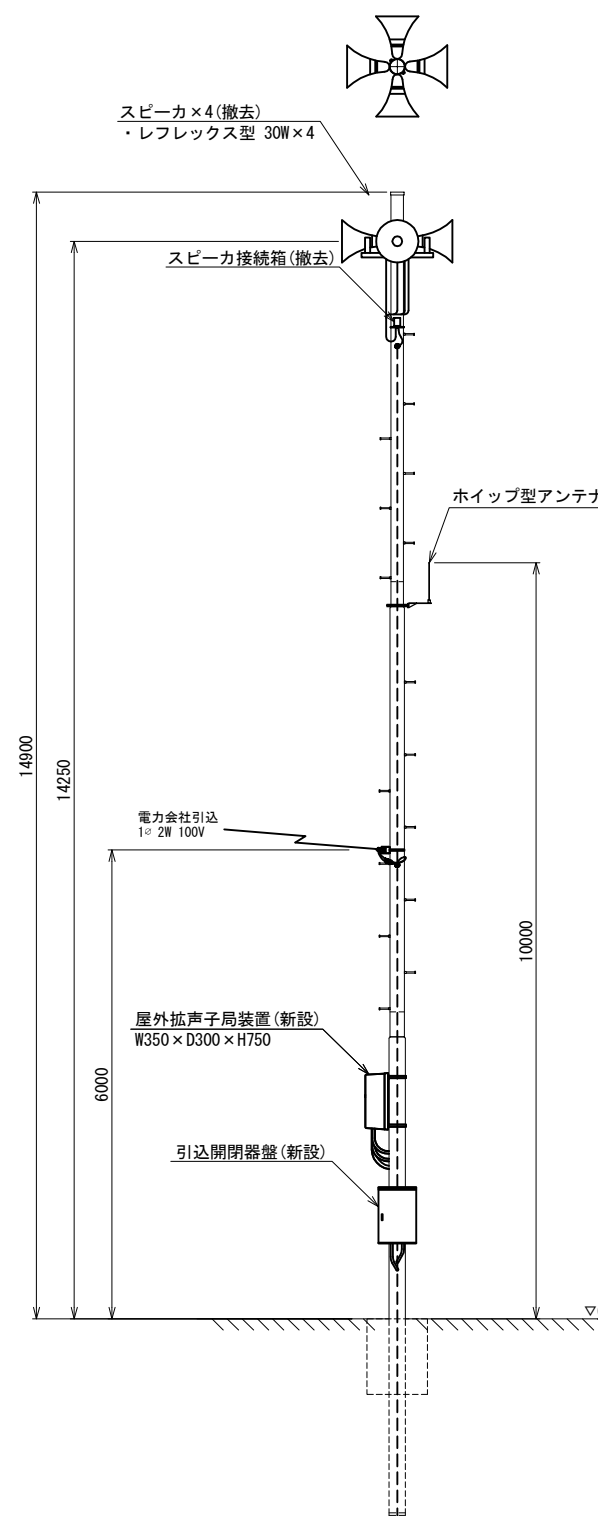 スピーカ×4(撤去)
・レフレックス型 30W×4
スピーカ接続箱(撤去)
ホイップ型アンテナ
14900
14250
電力会社引込
1∅ 2W 100V
10000
屋外拡声子局装置(新設)
W350×D300×H750
6000
引込開閉器盤(新設)
▽